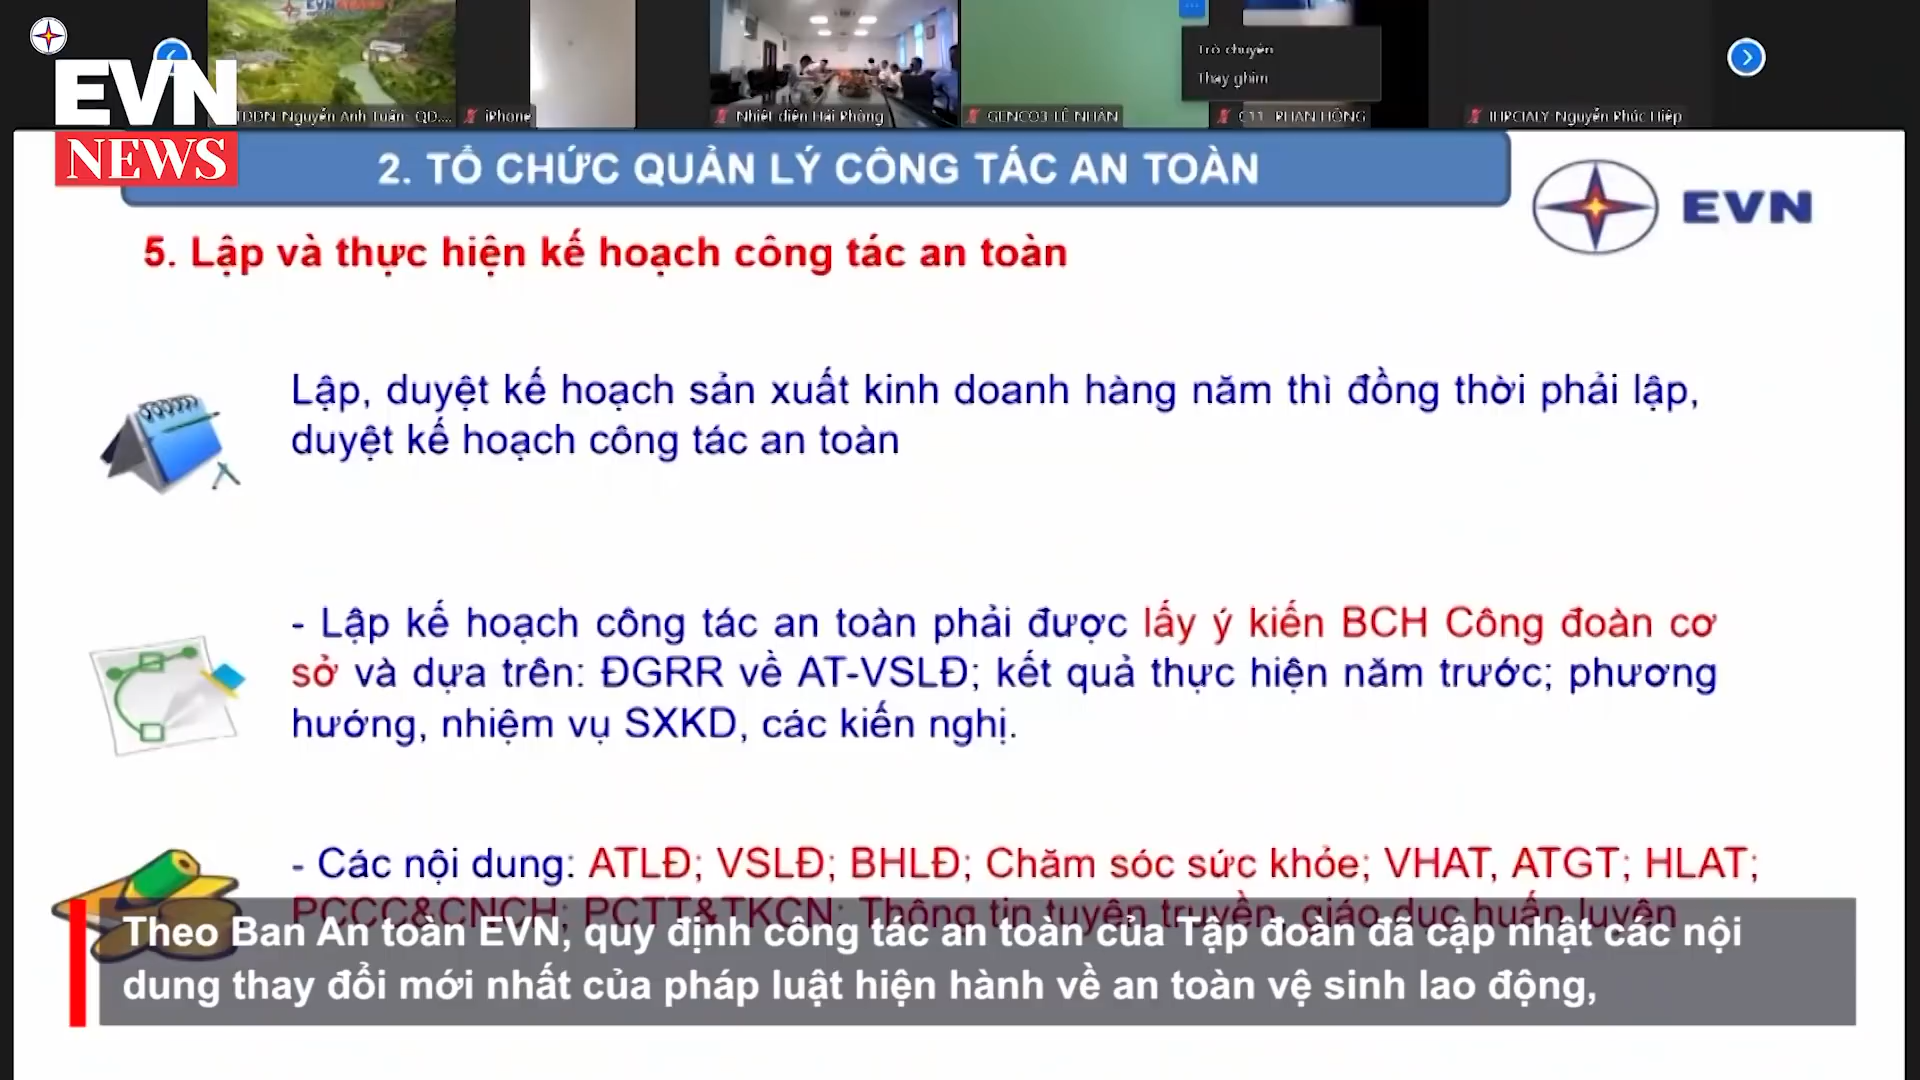 Trò chuyện
Thay ghim
Nguyễn Anh Tuấn
iPhone
Nhiệt điện Hải Phòng
GENCO3 LÊ NHÂN
PHAN HỒNG
Nguyễn Phúc Hiệp
EVN
NEWS
2. TỔ CHỨC QUẢN LÝ CÔNG TÁC AN TOÀN
EVN
5. Lập và thực hiện kế hoạch công tác an toàn
Lập, duyệt kế hoạch sản xuất kinh doanh hàng năm thì đồng thời phải lập,
duyệt kế hoạch công tác an toàn
- Lập kế hoạch công tác an toàn phải được lấy ý kiến BCH Công đoàn cơ
sở và dựa trên: ĐGRR về AT-VSLĐ; kết quả thực hiện năm trước; phương
hướng, nhiệm vụ SXKD, các kiến nghị.
- Các nội dung: ATLĐ; VSLĐ; BHLĐ; Chăm sóc sức khỏe; VHAT, ATGT; HLAT;
PCCC&CNCH; PCTT&TKCN; Thông tin tuyên truyền, giáo dục huấn luyện
Theo Ban An toàn EVN, quy định công tác an toàn của Tập đoàn đã cập nhật các nội
dung thay đổi mới nhất của pháp luật hiện hành về an toàn vệ sinh lao động,